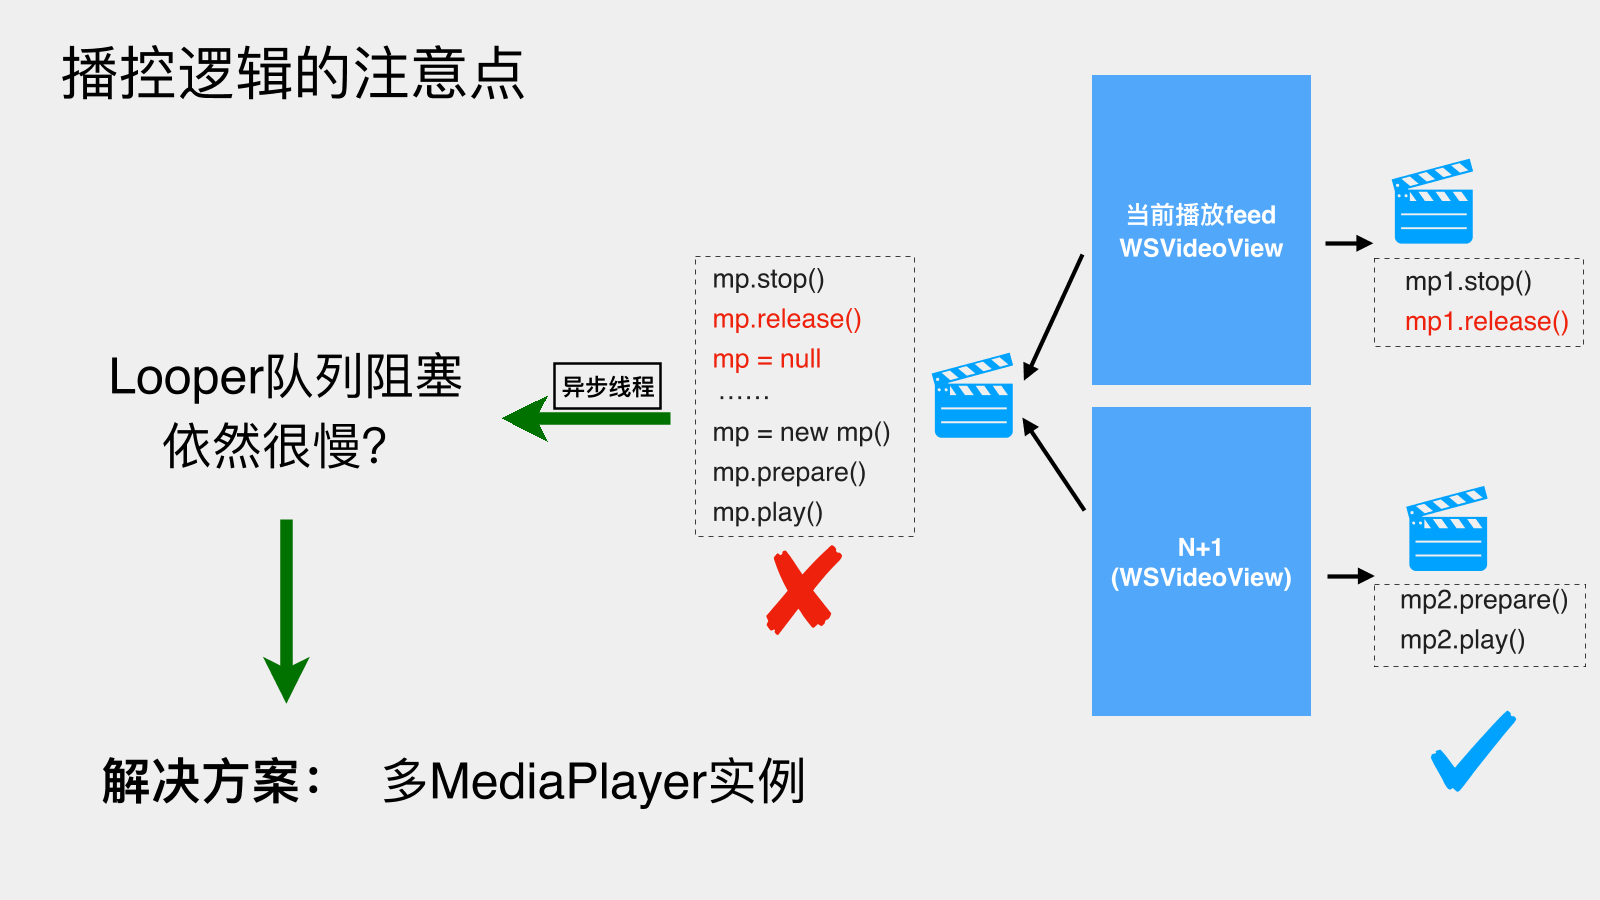 播控逻辑的注意点
当前播放feed
WSVideoView
mp1.stop()
mp1.release()
mp.stop()
mp.release()
mp = null
......
mp = new mp()
mp.prepare()
mp.play()
异步线程
Looper队列阻塞
依然很慢?
N+1
(WSVideoView)
mp2.prepare()
mp2.play()
解决方案： 多MediaPlayer实例